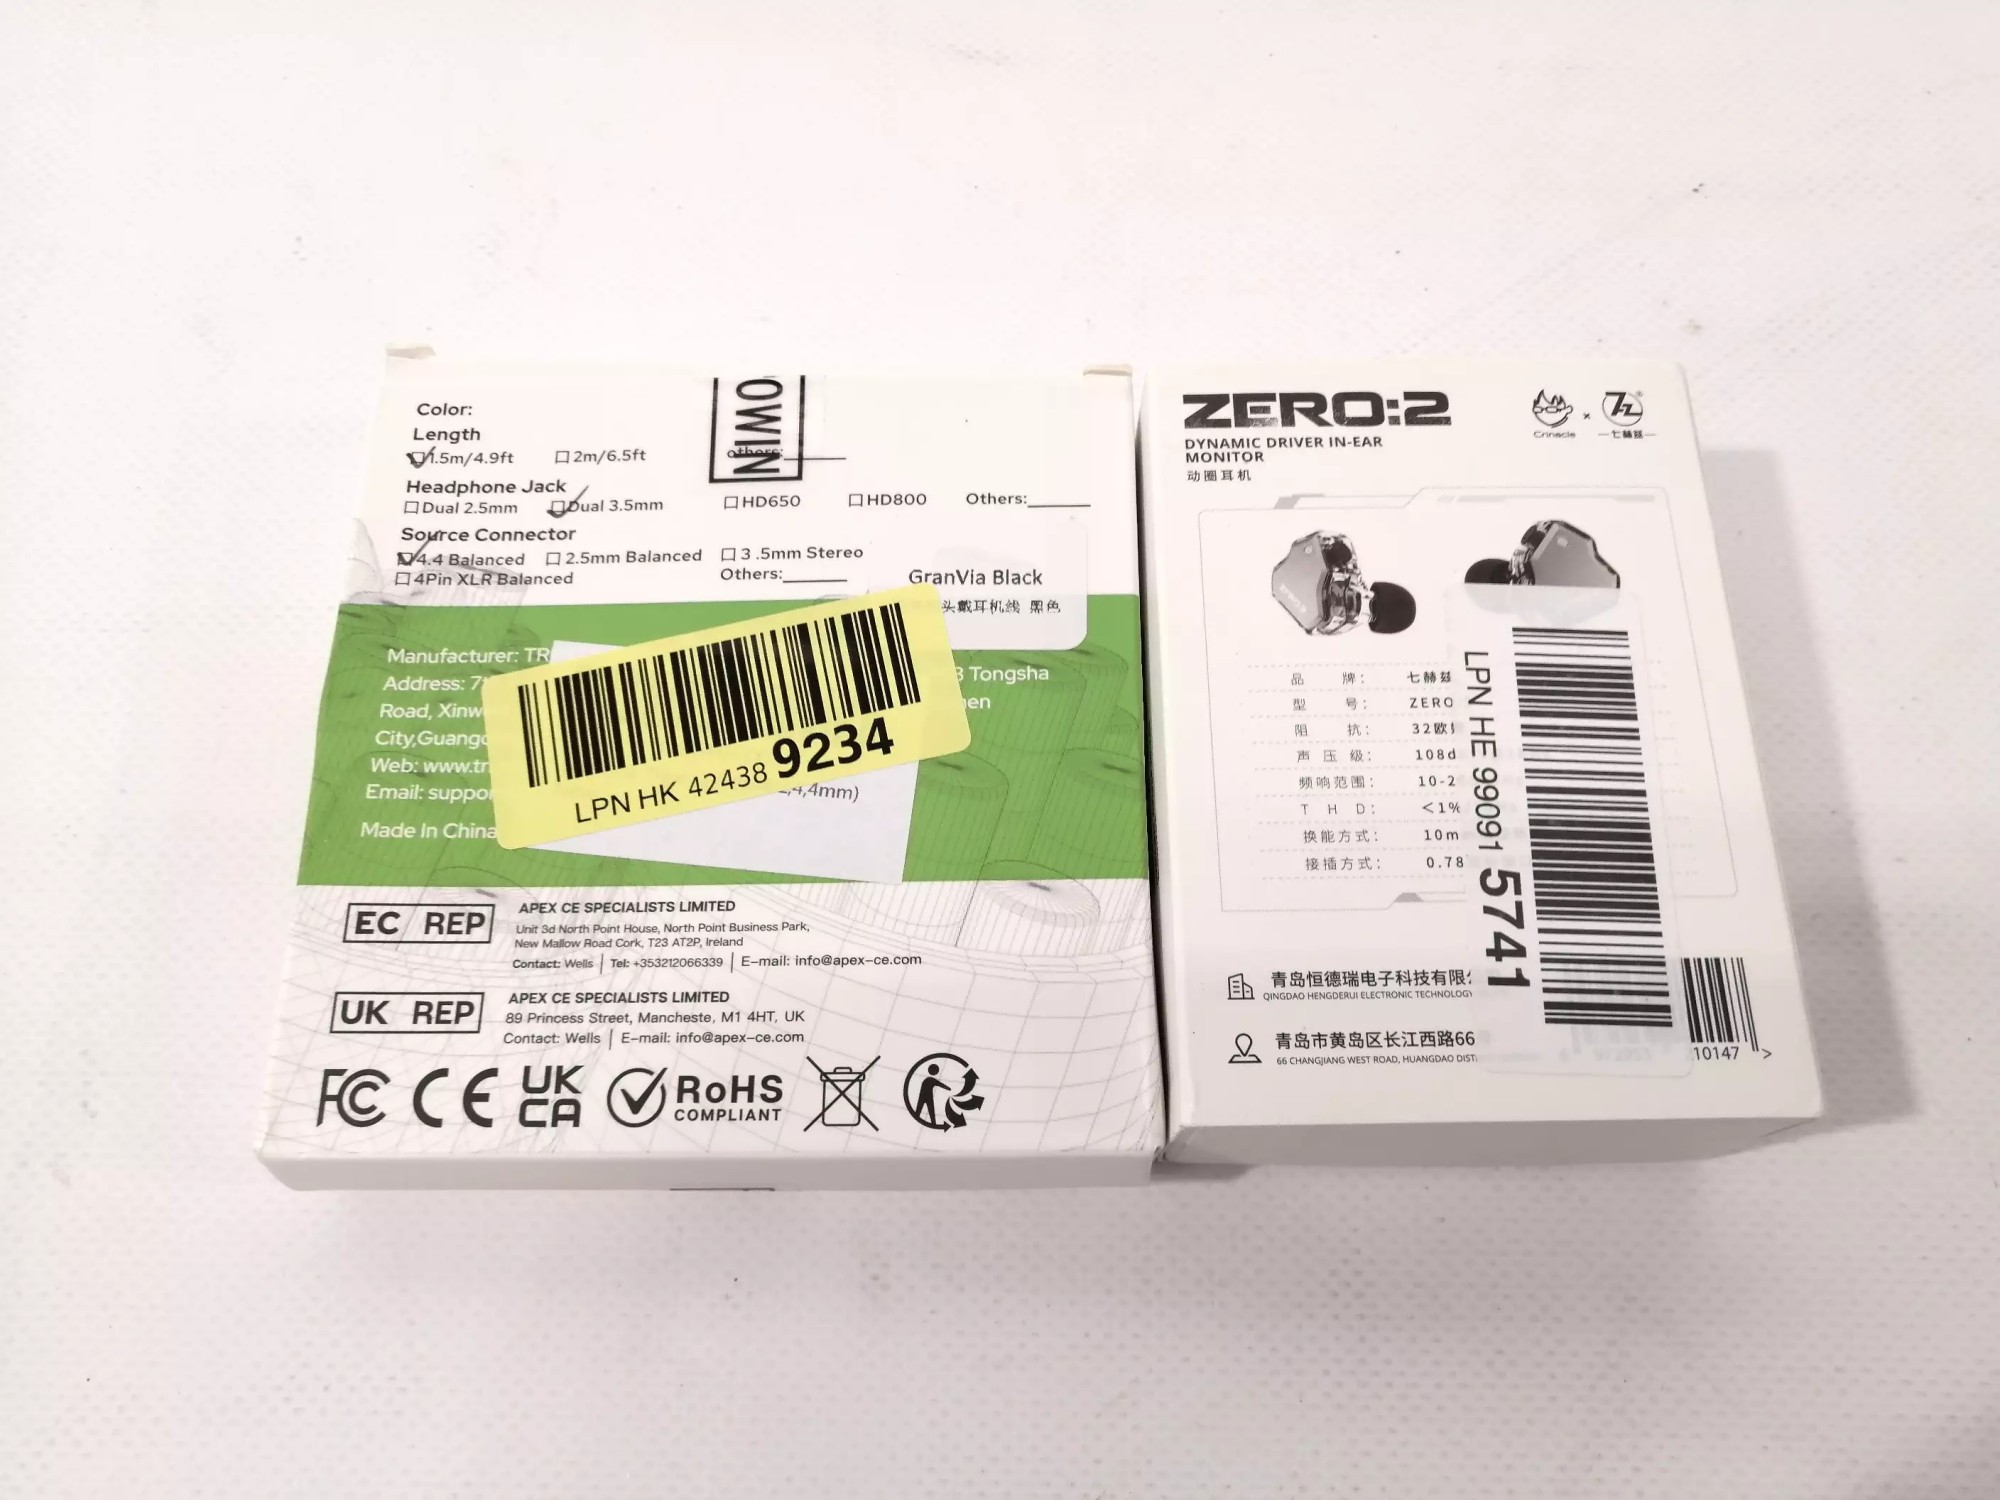 Color:
Length
1.5m/4.9ft
2m/6.5ft
others:
NIMO
Headphone Jack
Dual 2.5mm
Dual 3.5mm
HD650
HD800
Others:
Source Connector
4.4 Balanced
2.5mm Balanced
3.5mm Stereo
4Pin XLR Balanced
Others:
GranVia Black
头戴耳机线 黑色
Manufacturer: TR
Address: 7
3 Tongsha
Road, Xinw
en
City,Guang
Web: www.tr
Email: suppor
4,4mm)
Made In China
LPN HK 424389234
EC REP
APEX CE SPECIALISTS LIMITED
Unit 3d North Point House, North Point Business Park,
New Mallow Road Cork, T23 AT2P, Ireland
Contact: Wells | Tel: +353212066339 | E-mail: info@apex-ce.com
UK REP
APEX CE SPECIALISTS LIMITED
89 Princess Street, Mancheste, M1 4HT, UK
Contact: Wells | E-mail: info@apex-ce.com
FC CE UK CA RoHS COMPLIANT
ZERO:2
DYNAMIC DRIVER IN-EAR
MONITOR
动圈耳机
Crinacle × 7Z
七赫兹
品牌: 七赫兹
型号: ZERO
阻抗: 32欧
声压级: 108d
频响范围: 10-2
THD: <1%
换能方式: 10m
接插方式: 0.78
LPN HE 990915741
青岛恒德瑞电子科技有限
QINGDAO HENGDERUI ELECTRONIC TECHNOLOGY
青岛市黄岛区长江西路66
66 CHANGJIANG WEST ROAD, HUANGDAO DIST
10147 >